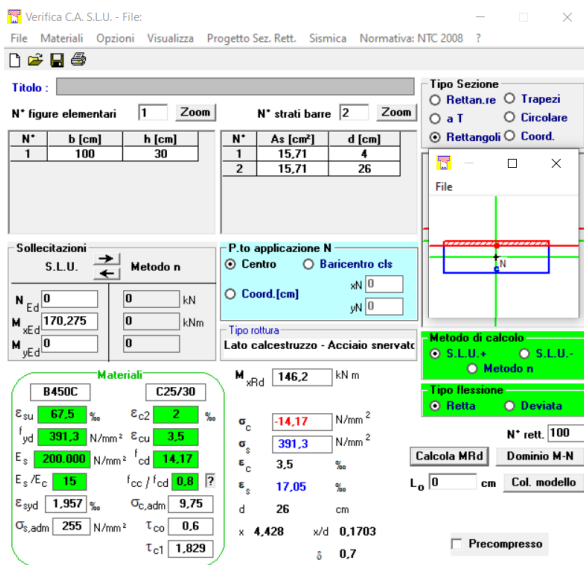 Verifica C.A. S.L.U. - File:
File Materiali Opzioni Visualizza Progetto Sez. Rett. Sismica Normativa: NTC 2008 ?
Titolo :
N° figure elementari 1 Zoom
N° strati barre 2 Zoom
N° b [cm] h [cm]
1 100 30
N° As [cm²] d [cm]
1 15,71 4
2 15,71 26
Tipo Sezione
Rettan.re Trapezi
a T Circolare
Rettangoli Coord.
File
N
Sollecitazioni
S.L.U. Metodo n
N Ed 0 0 kN
M xEd 170,275 0 kNm
M yEd 0 0
P.to applicazione N
Centro Baricentro cls
Coord.[cm] xN 0
yN 0
Tipo rottura
Lato calcestruzzo - Acciaio snervato
Metodo di calcolo
S.L.U.+ S.L.U.-
Metodo n
Tipo flessione
Retta Deviata
N° rett. 100
Calcola MRd Dominio M-N
L₀ 0 cm Col. modello
Precompresso
Materiali
B450C C25/30
εsu 67,5 ‰ εc2 2 ‰
fyd 391,3 N/mm² εcu 3,5
Es 200.000 N/mm² fcd 14,17
Es/Ec 15 fcc / fcd 0,8 ?
εsyd 1,957 ‰ σc,adm 9,75
σs,adm 255 N/mm² τco 0,6
τc1 1,829
M xRd 146,2 kN m
σc -14,17 N/mm²
σs 391,3 N/mm²
εc 3,5 ‰
εs 17,05 ‰
d 26 cm
x 4,428 x/d 0,1703
δ 0,7